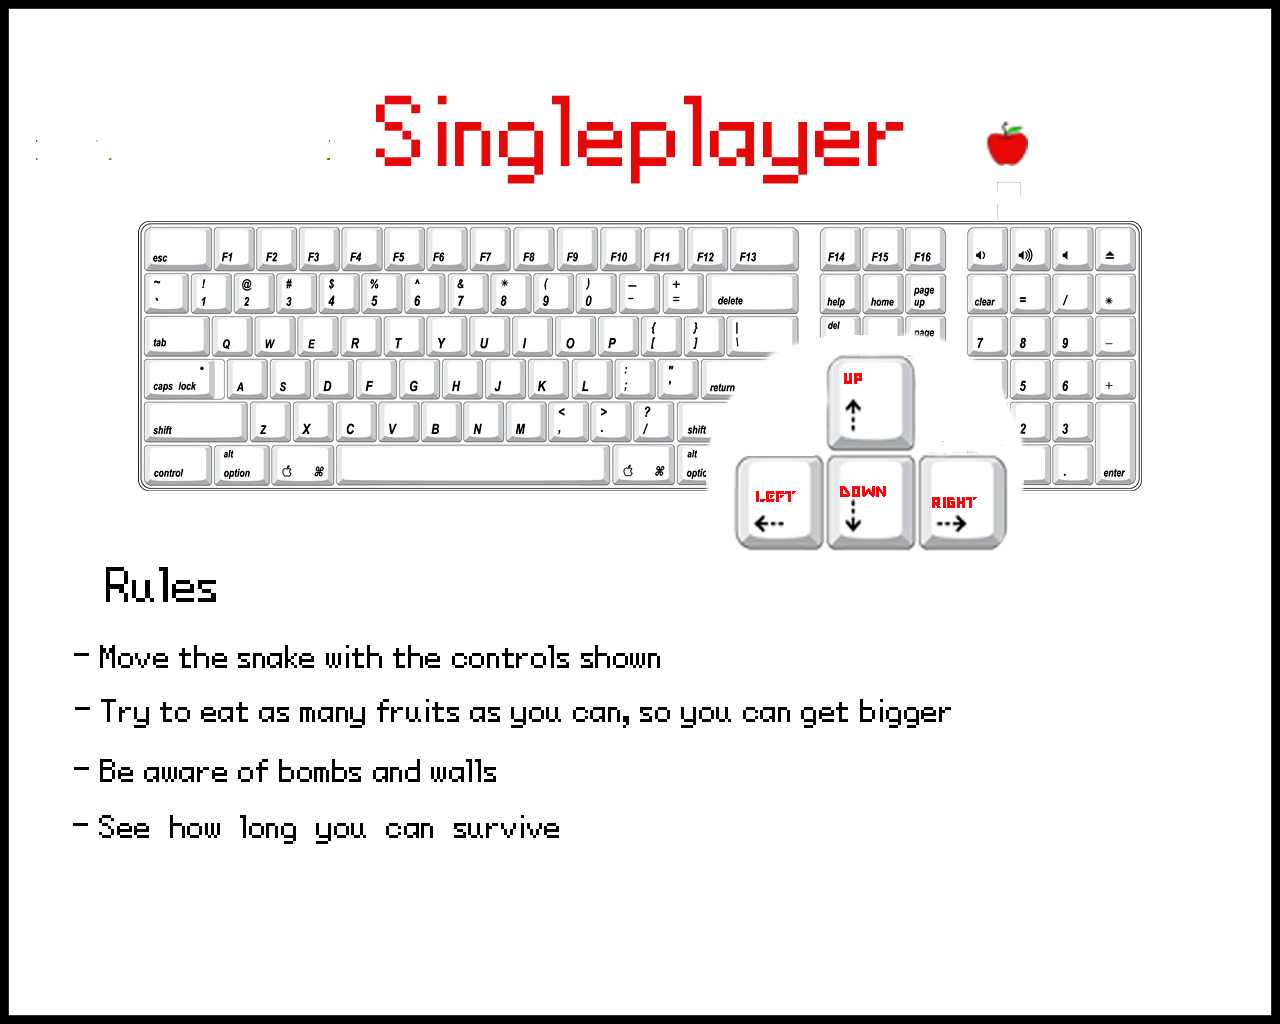 Singleplayer
esc F1 F2 F3 F4 F5 F6 F7 F8 F9 F10 F11 F12 F13 F14 F15 F16
~ ! @ # $ % ^ & * ( ) — +
` 1 2 3 4 5 6 7 8 9 0 - = delete help home page up clear = / *
tab Q W E R T Y U I O P { [ } ] | \ del page 7 8 9 –
caps lock A S D F G H J K L : ; " ' return 5 6 +
shift Z X C V B N M < , > . ? / shift 2 3
control alt option ⌘ ⌘ alt optio . enter
UP
LEFT DOWN RIGHT
Rules
- Move the snake with the controls shown
- Try to eat as many fruits as you can, so you can get bigger
- Be aware of bombs and walls
- See how long you can survive